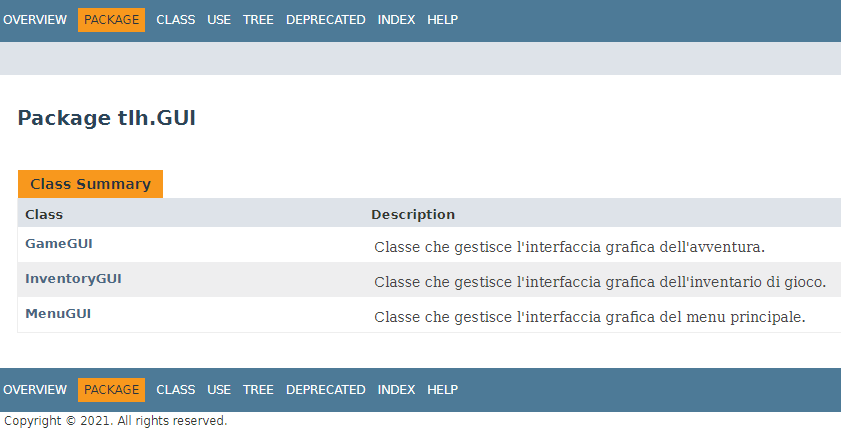 OVERVIEW PACKAGE CLASS USE TREE DEPRECATED INDEX HELP
Package tlh.GUI
Class Summary
Class Description
GameGUI Classe che gestisce l'interfaccia grafica dell'avventura.
InventoryGUI Classe che gestisce l'interfaccia grafica dell'inventario di gioco.
MenuGUI Classe che gestisce l'interfaccia grafica del menu principale.
OVERVIEW PACKAGE CLASS USE TREE DEPRECATED INDEX HELP
Copyright © 2021. All rights reserved.